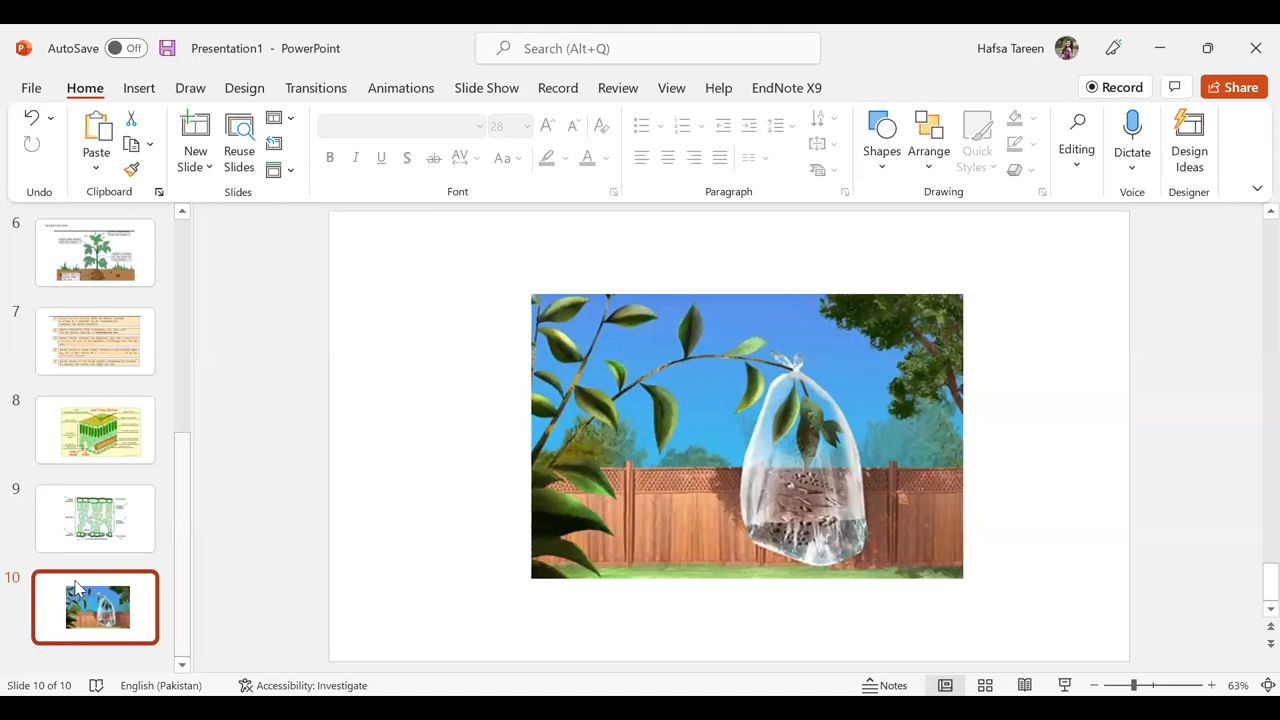 AutoSave Off Presentation1 - PowerPoint Search (Alt+Q) Hafsa Tareen
File Home Insert Draw Design Transitions Animations Slide Show Record Review View Help EndNote X9 Record Share
28
Paste New Slides Reuse Slides Shapes Arrange Quick Styles Editing Dictate Design Ideas
Undo Clipboard Slides Font Paragraph Drawing Voice Designer
6
7
8
9
10
Slide 10 of 10 English (Pakistan) Accessibility: Investigate Notes 63%